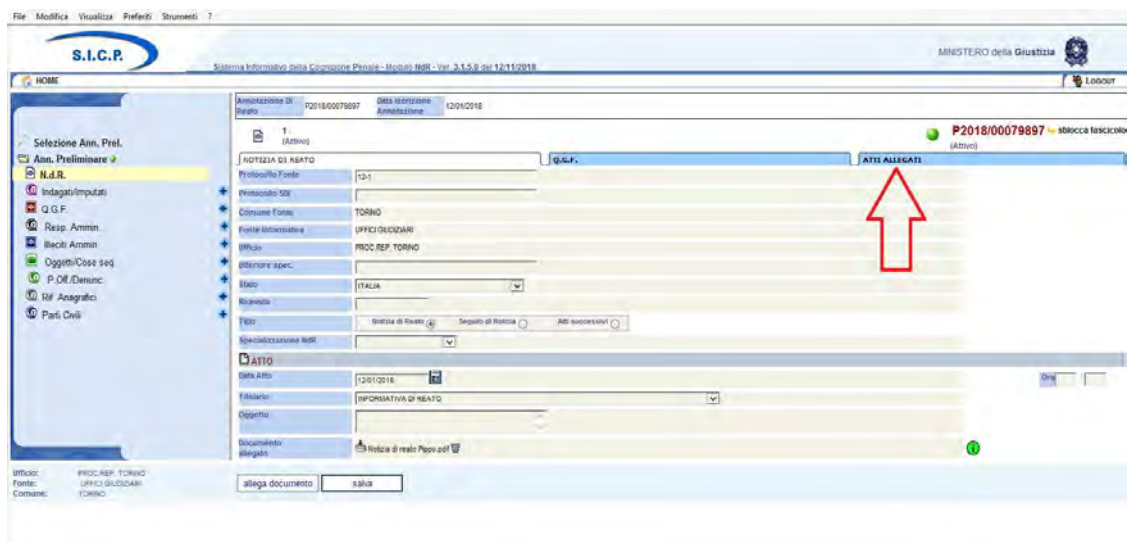 File Modifica Visualizza Preferiti Strumenti ?
S.I.C.P.
Sistema Informativo della Cognizione Penale - Modulo NdR - Ver. 3.1.5.0 del 12/11/2018
MINISTERO della Giustizia
HOME
LOGOUT
Annotazione Di Reato P2018/00079897 Data Iscrizione Annotazione 12/01/2018
1 (Attivo)
P2018/00079897 sblocca fascicolo
(Attivo)
Selezione Ann. Prel.
Ann. Preliminare
N.d.R.
Indagati/Imputati
Q.G.F.
Resp. Ammin.
Illeciti Ammin.
Oggetti/Cose seq.
P.Off./Denunc.
Rif. Anagrafici
Parti Civili
NOTIZIA DI REATO Q.G.F. ATTI ALLEGATI
Protocollo Fonte 12-1
Protocollo SDI
Comune Fonte TORINO
Fonte Informativa UFFICI GIUDIZIARI
Ufficio PROC.REP. TORINO
Ulteriore spec.
Stato ITALIA
Ricevuta
Tipo Notizia di Reato Seguito di Notizia Atti successivi
Specializzazione NdR
ATTO
Data Atto 12/01/2018 Ora
Titolario INFORMATIVA DI REATO
Oggetto
Documento allegato Notizia di reato Pippo.pdf
allega documento salva
Ufficio: PROC.REP. TORINO
Fonte: UFFICI GIUDIZIARI
Comune: TORINO